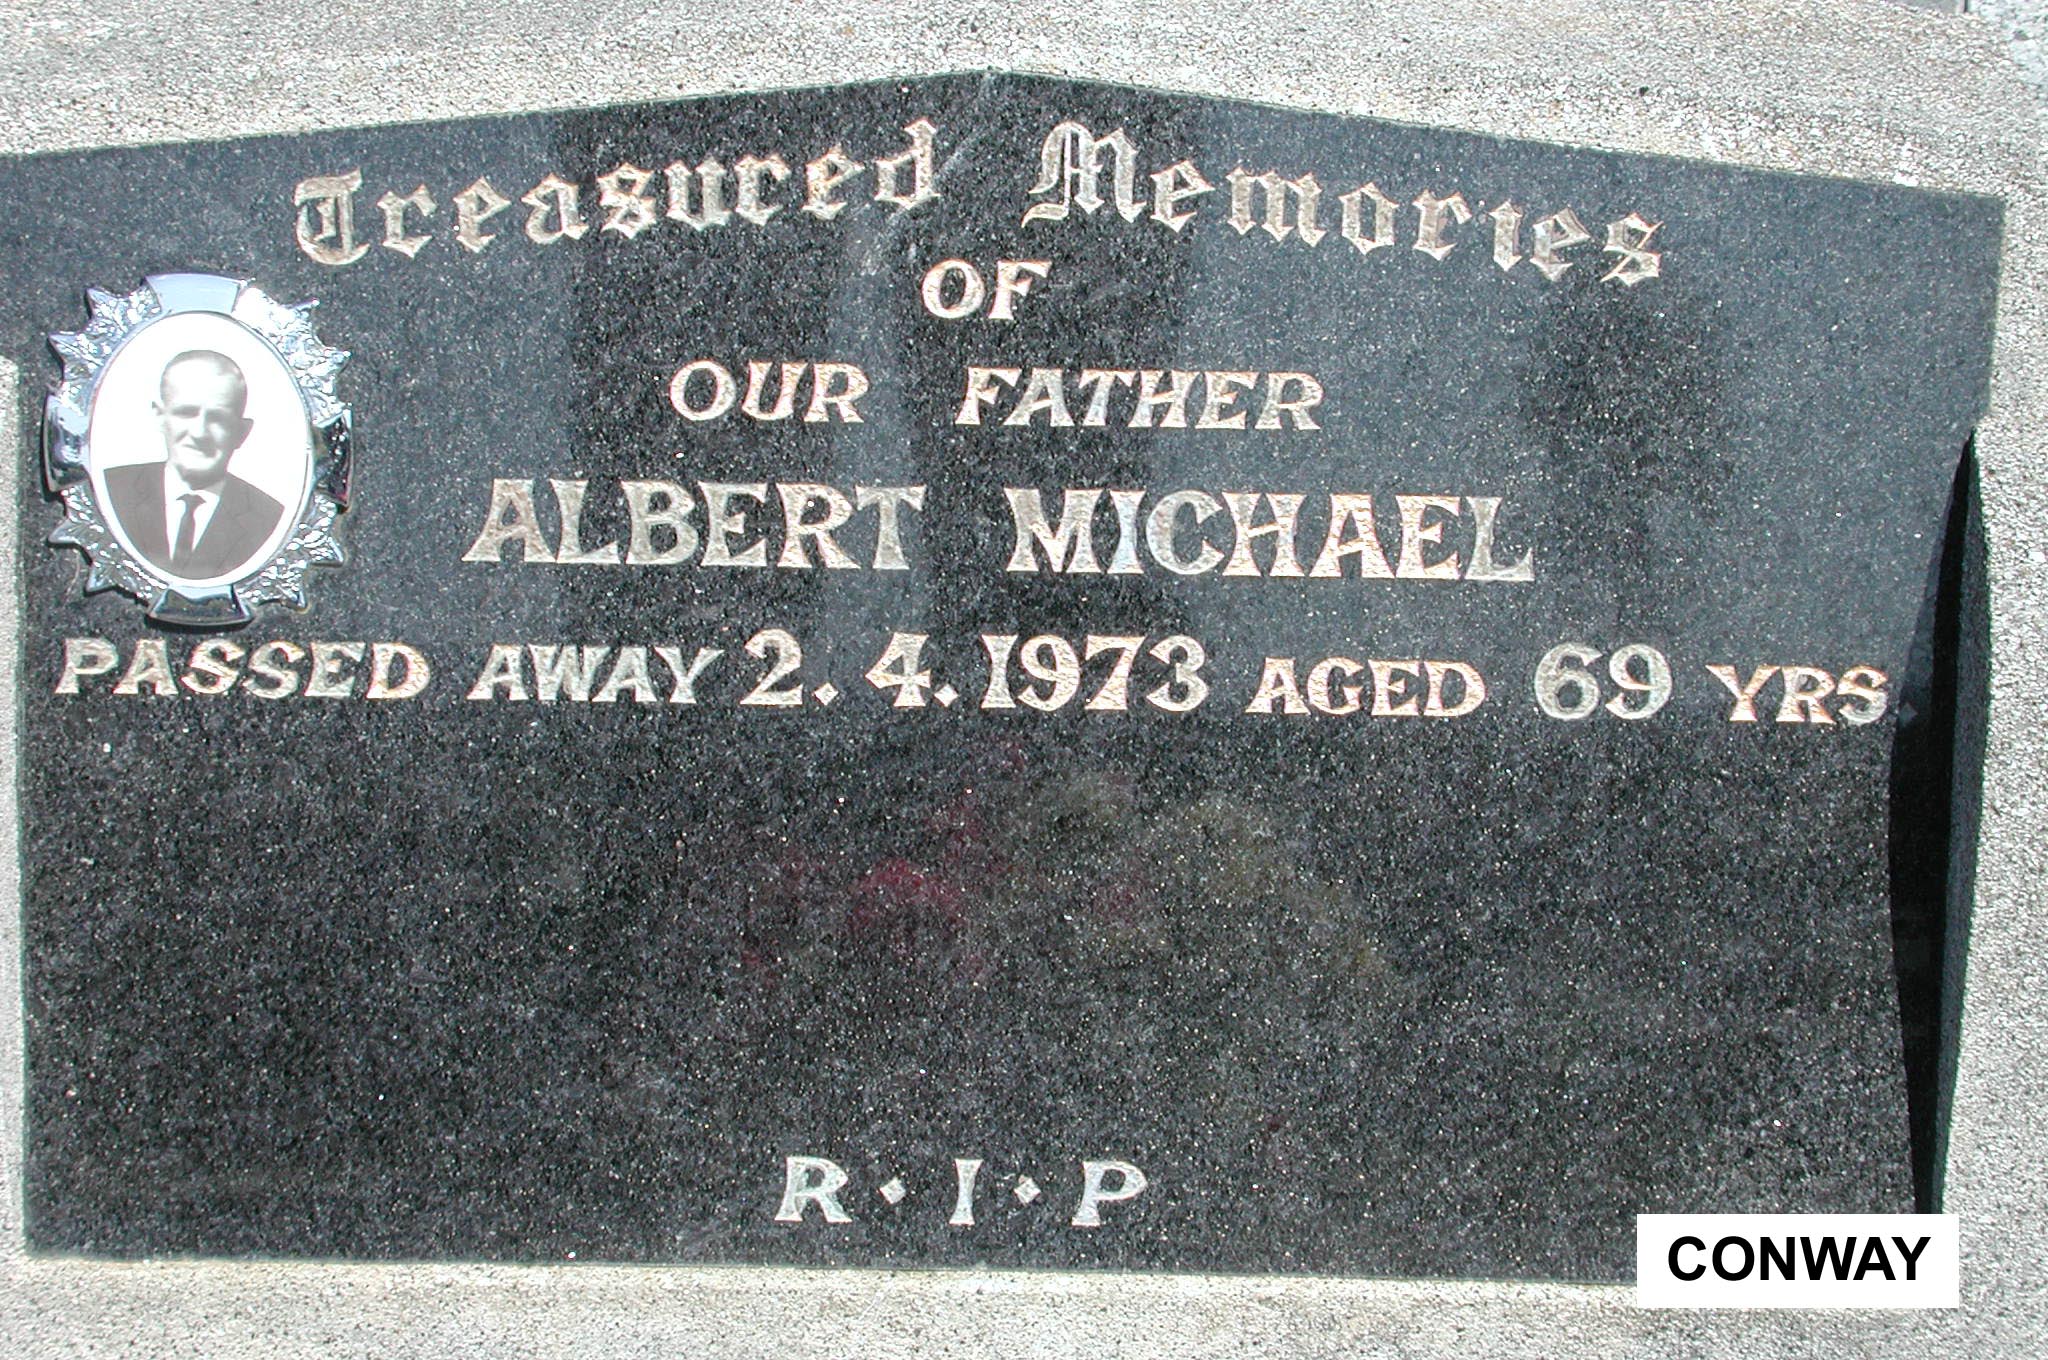 Treasured Memories
OF
OUR FATHER
ALBERT MICHAEL
PASSED AWAY 2.4.1973 AGED 69 YRS.
R·I·P
CONWAY